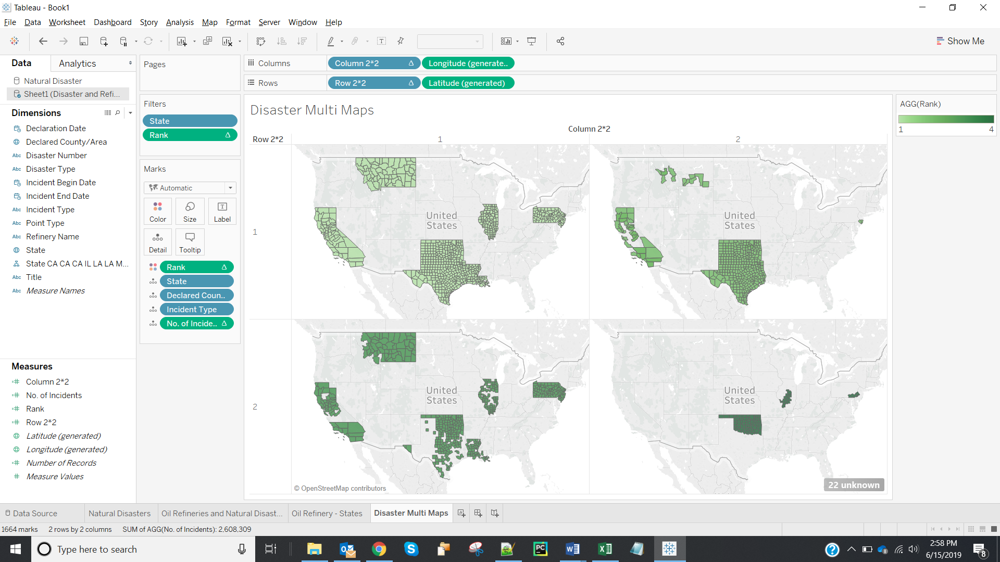 Tableau - Book1
File Data Worksheet Dashboard Story Analysis Map Format Server Window Help
Show Me
Data Analytics
Natural Disaster
Sheet1 (Disaster and Refi...
Dimensions
Declaration Date
Declared County/Area
Abc Disaster Number
Abc Disaster Type
Incident Begin Date
Incident End Date
Abc Incident Type
Abc Point Type
Abc Refinery Name
State
State CA CA CA IL LA LA M...
Abc Title
Abc Measure Names
Measures
Column 2*2
No. of Incidents
Rank
Row 2*2
Latitude (generated)
Longitude (generated)
Number of Records
Measure Values
Pages
Filters
State
Rank
Marks
Automatic
Color Size Label
Detail Tooltip
Rank
State
Declared Coun..
Incident Type
No. of Incide..
Columns Column 2*2 Longitude (generate..
Rows Row 2*2 Latitude (generated)
Disaster Multi Maps
Column 2*2
Row 2*2 1 2
1
United
States
United
States
2
United
States
United
States
© OpenStreetMap contributors
22 unknown
AGG(Rank)
1 4
Data Source Natural Disasters Oil Refineries and Natural Disast... Oil Refinery - States Disaster Multi Maps
1664 marks 2 rows by 2 columns SUM of AGG(No. of Incidents): 2,608,309
Type here to search
2:58 PM
6/15/2019
8